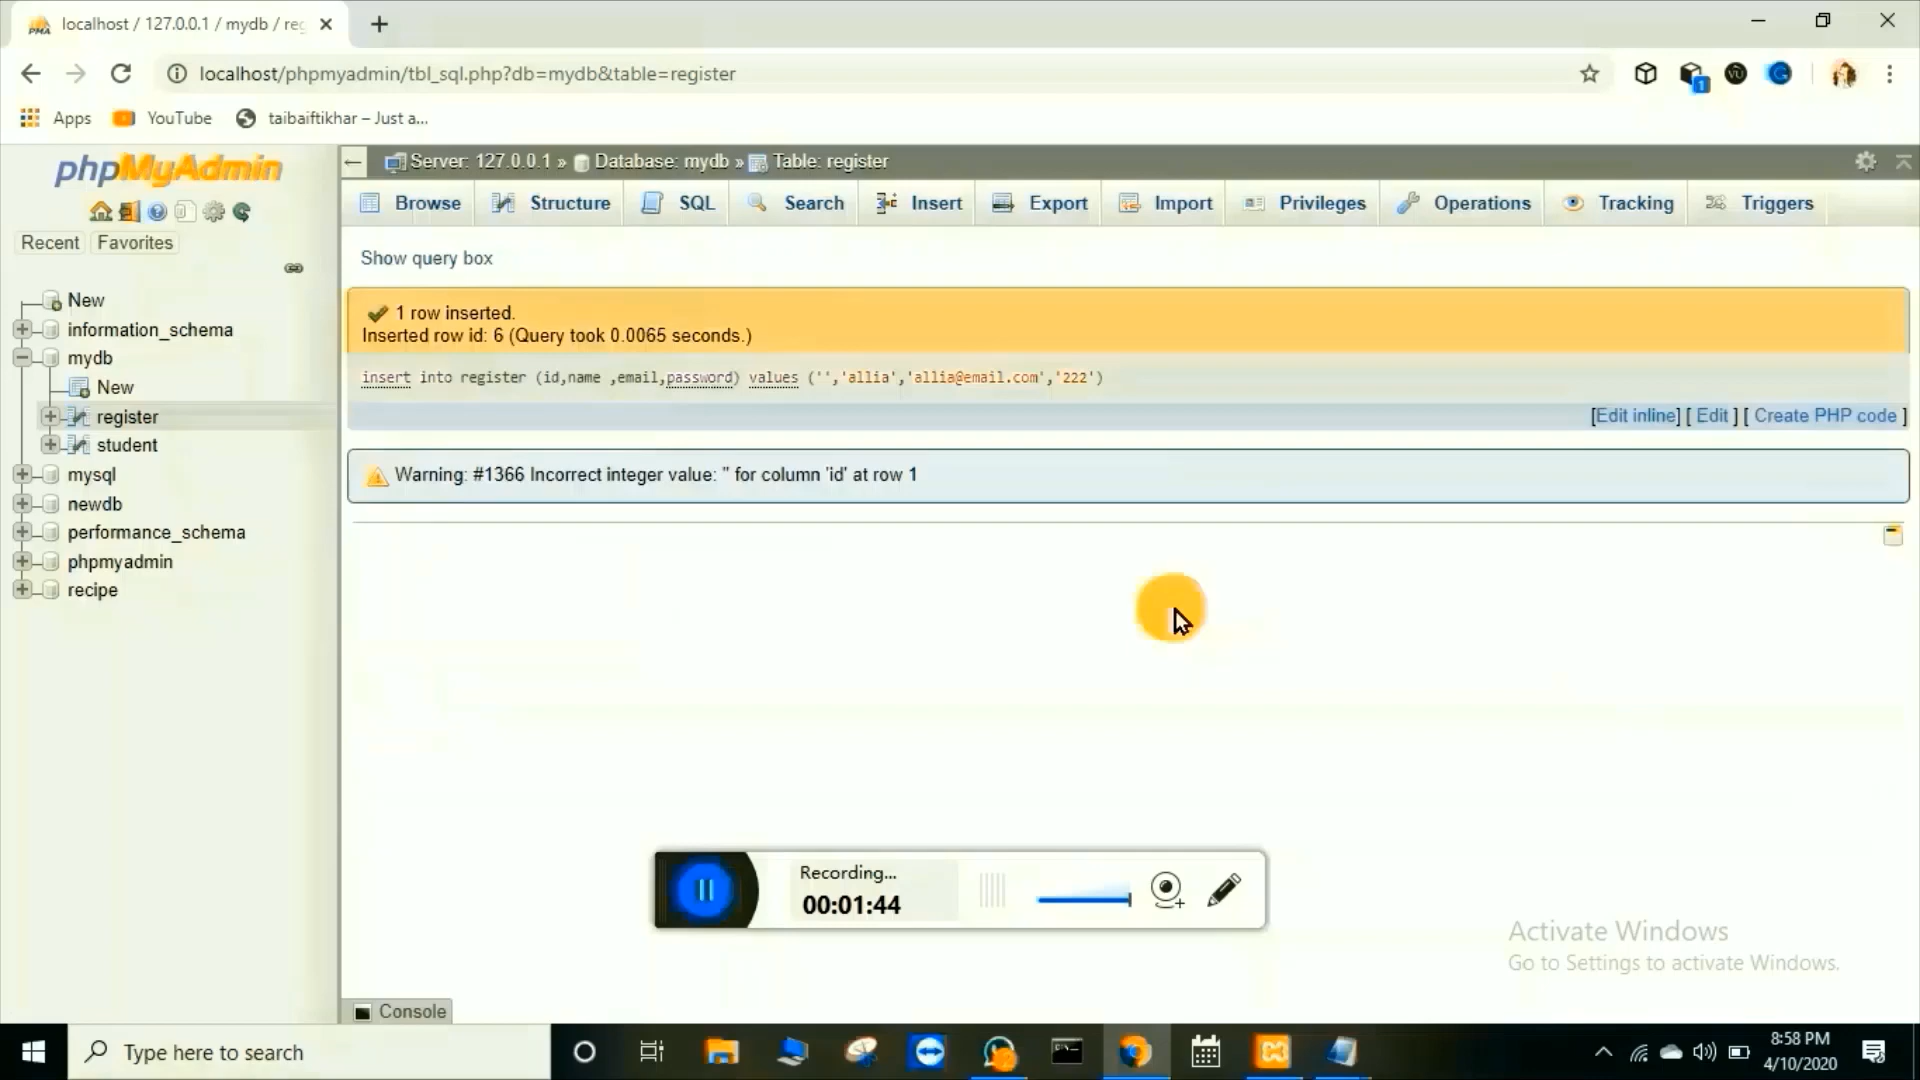 localhost / 127.0.0.1 / mydb / reg
localhost/phpmyadmin/tbl_sql.php?db=mydb&table=register
1
VU
Apps
YouTube
taibaiftikhar – Just a...
phpMyAdmin
Recent
Favorites
New
information_schema
mydb
New
register
student
mysql
newdb
performance_schema
phpmyadmin
recipe
Server: 127.0.0.1 » Database: mydb » Table: register
Browse Structure SQL Search Insert Export Import Privileges Operations Tracking Triggers
Show query box
1 row inserted.
Inserted row id: 6 (Query took 0.0065 seconds.)
insert into register (id,name ,email,password) values ('','allia','allia@email.com','222')
[Edit inline] [ Edit ] [ Create PHP code ]
Warning: #1366 Incorrect integer value: '' for column 'id' at row 1
Recording...
00:01:44
Activate Windows
Go to Settings to activate Windows.
Console
Type here to search
8:58 PM
4/10/2020